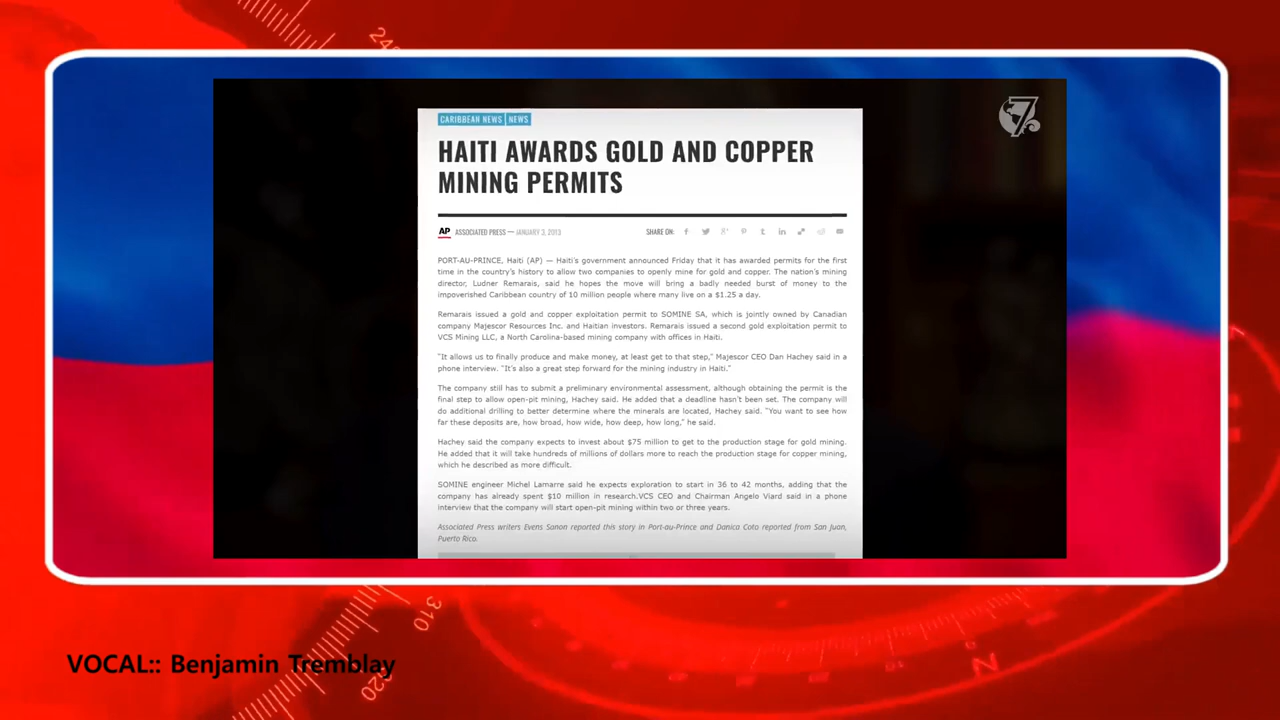 240
7
CARIBBEAN NEWS NEWS
HAITI AWARDS GOLD AND COPPER
MINING PERMITS
AP ASSOCIATED PRESS — JANUARY 3, 2013 SHARE ON:
PORT-AU-PRINCE, Haiti (AP) — Haiti's government announced Friday that it has awarded permits for the first
time in the country's history to allow two companies to openly mine for gold and copper. The nation's mining
director, Ludner Remarais, said he hopes the move will bring a badly needed burst of money to the
impoverished Caribbean country of 10 million people where many live on a $1.25 a day.
Remarais issued a gold and copper exploitation permit to SOMINE SA, which is jointly owned by Canadian
company Majescor Resources Inc. and Haitian investors. Remarais issued a second gold exploitation permit to
VCS Mining LLC, a North Carolina-based mining company with offices in Haiti.
"It allows us to finally produce and make money, at least get to that step," Majescor CEO Dan Hachey said in a
phone interview. "It's also a great step forward for the mining industry in Haiti."
The company still has to submit a preliminary environmental assessment, although obtaining the permit is the
final step to allow open-pit mining, Hachey said. He added that a deadline hasn't been set. The company will
do additional drilling to better determine where the minerals are located, Hachey said. "You want to see how
far these deposits are, how broad, how wide, how deep, how long," he said.
Hachey said the company expects to invest about $75 million to get to the production stage for gold mining.
He added that it will take hundreds of millions of dollars more to reach the production stage for copper mining,
which he described as more difficult.
SOMINE engineer Michel Lamarre said he expects exploration to start in 36 to 42 months, adding that the
company has already spent $10 million in research.VCS CEO and Chairman Angelo Viard said in a phone
interview that the company will start open-pit mining within two or three years.
Associated Press writers Evens Sanon reported this story in Port-au-Prince and Danica Coto reported from San Juan,
Puerto Rico.
310
N
VOCAL:: Benjamin Tremblay
320